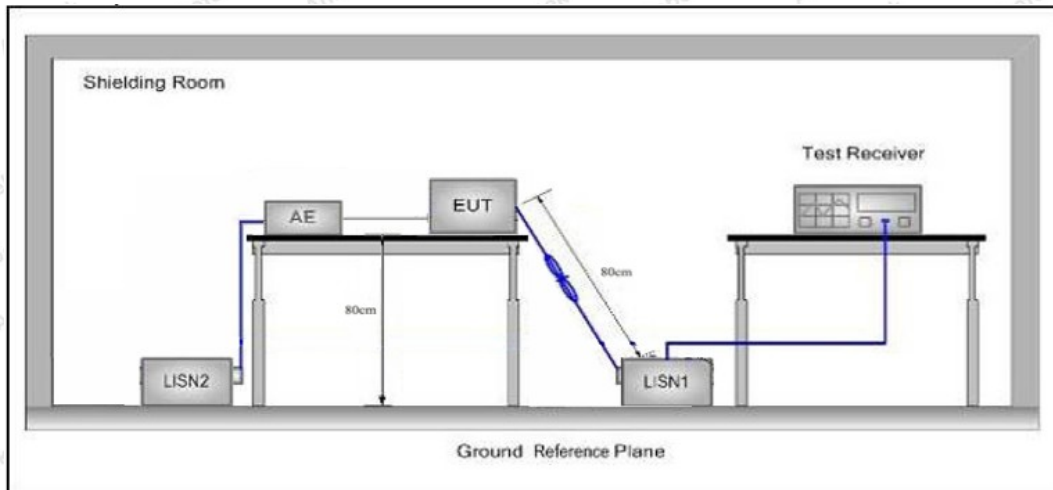 Shielding Room
Test Receiver
AE
EUT
80cm
80cm
LISN2
LISN1
Ground Reference Plane